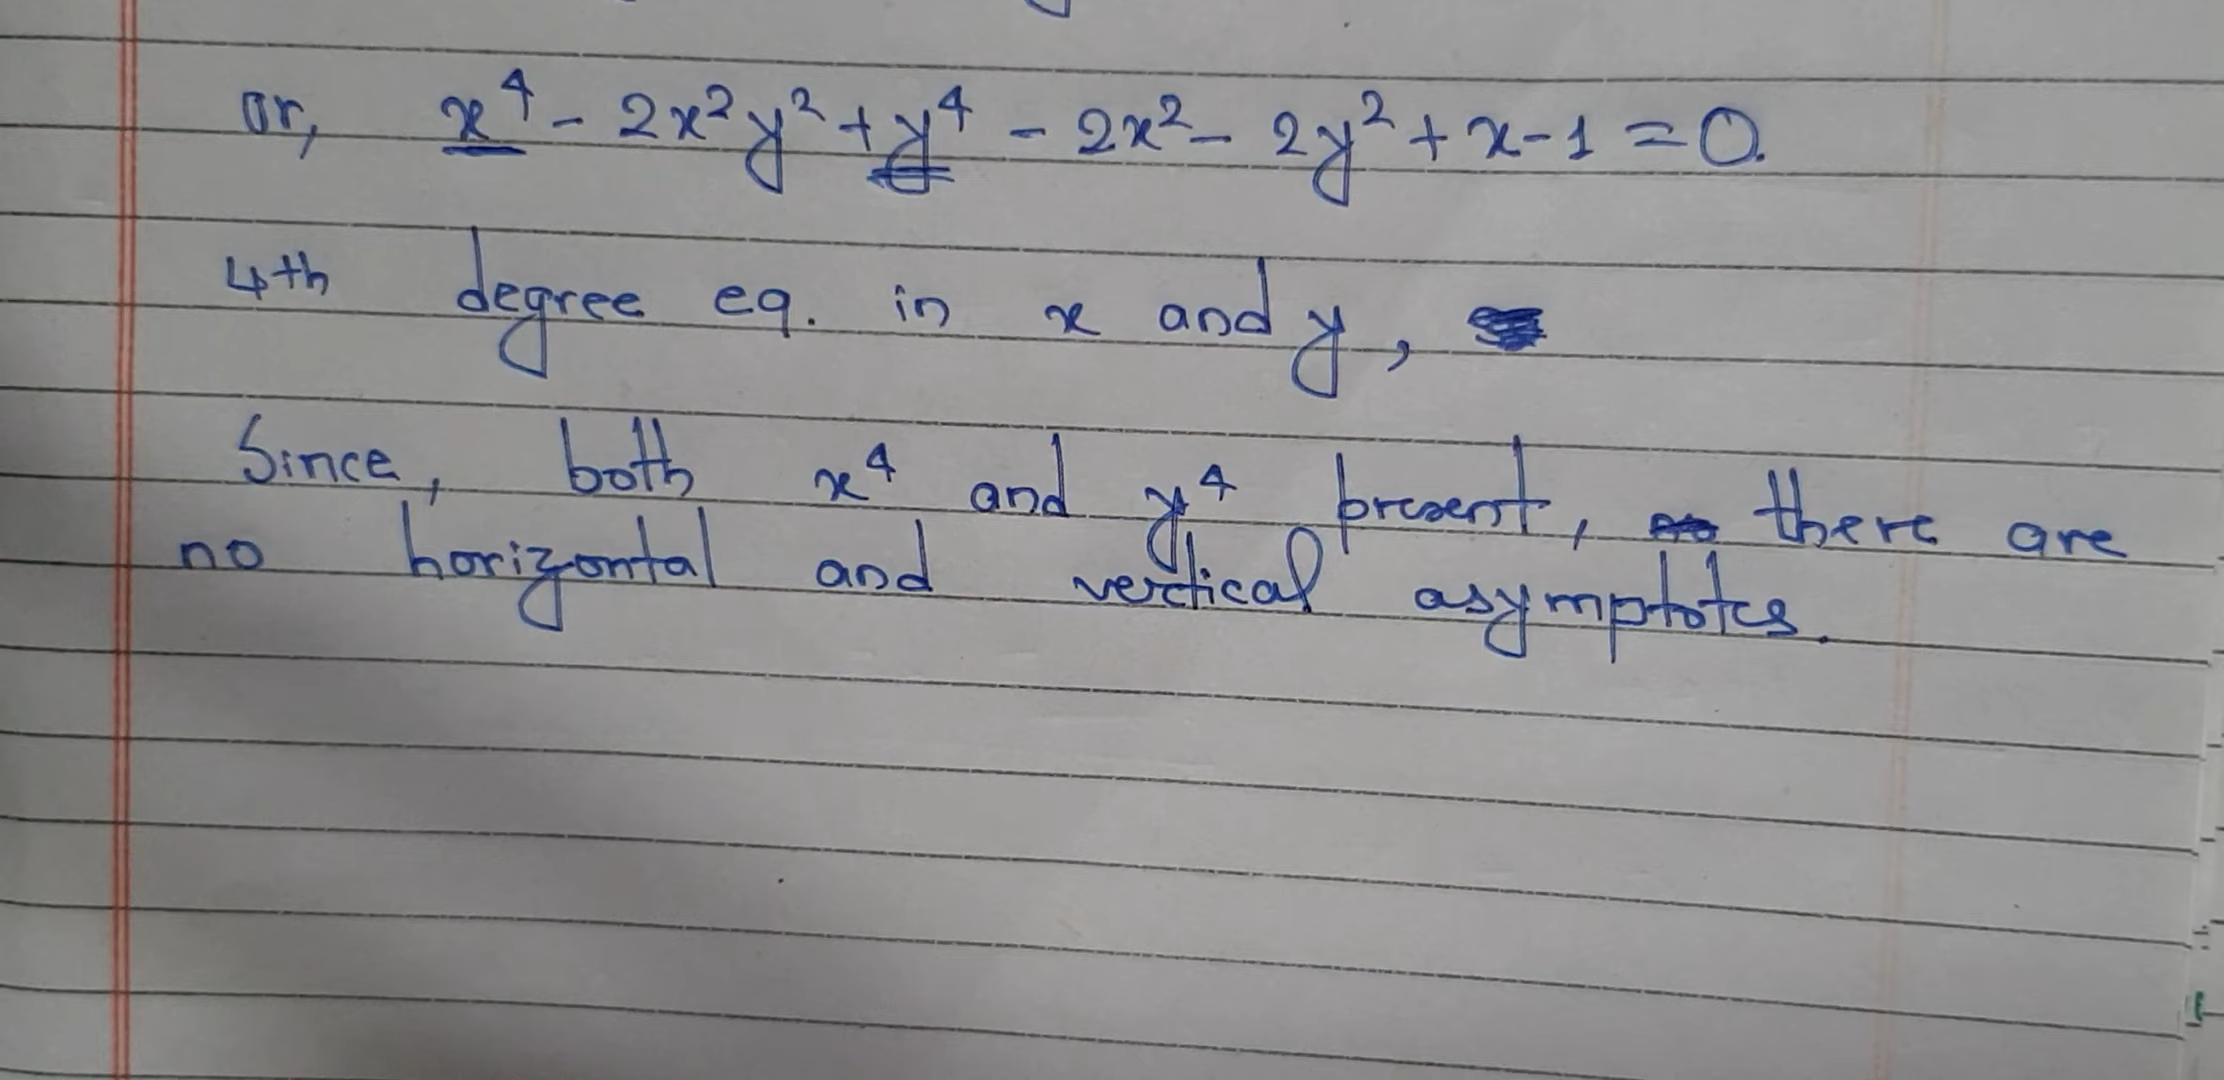 or, x⁴ - 2x²y² + y⁴ - 2x² - 2y² + x - 1 = 0.
4th degree eq. in x and y,
Since, both x⁴ and y⁴ present, there are
no horizontal and vertical asymptotes.